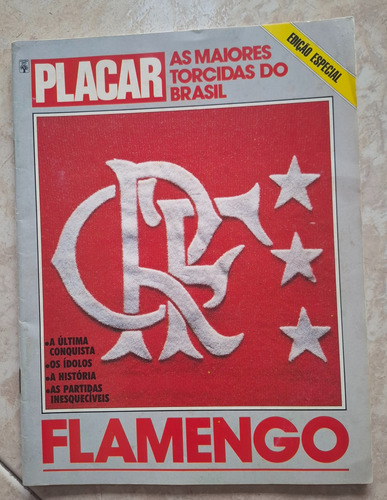 PLACAR
AS MAIORES
TORCIDAS DO
BRASIL
EDIÇÃO ESPECIAL
CRF
•A ÚLTIMA
CONQUISTA
•OS ÍDOLOS
•A HISTÓRIA
•AS PARTIDAS
INESQUECÍVEIS
FLAMENGO